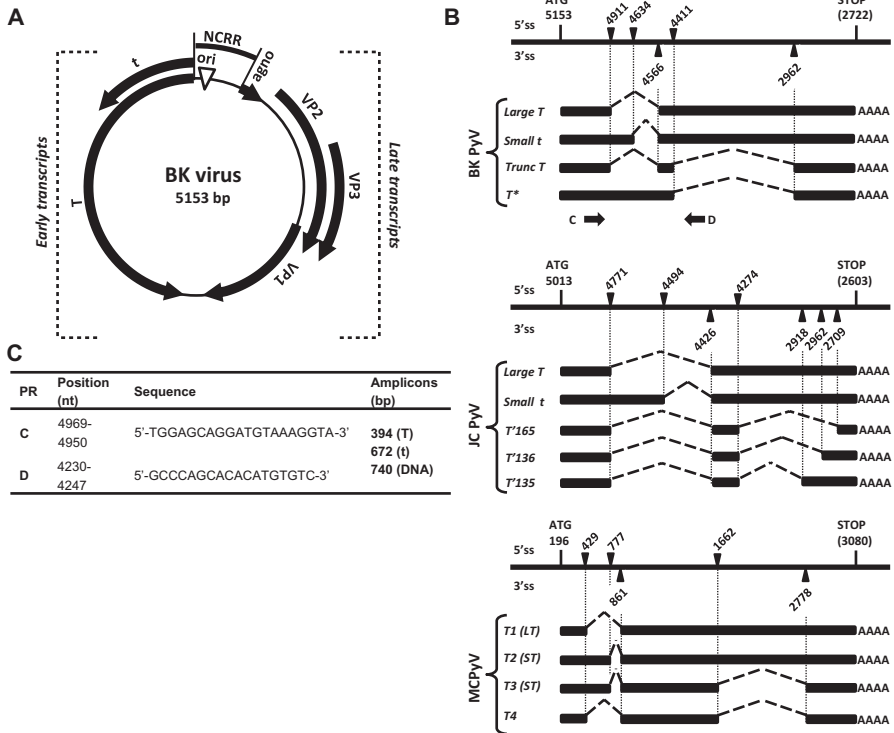 A
NCRR
ori
agno
t
VP2
VP3
VP1
T
BK virus
5153 bp
Early transcripts
Late transcripts
C
PR
Position
(nt)
Sequence
Amplicons
(bp)
C
4969-
4950
5'-TGGAGCAGGATGTAAAGGTA-3'
394 (T)
672 (t)
740 (DNA)
D
4230-
4247
5'-GCCCAGCACACATGTGTC-3'
B
ATG
5153
4911
4634
4411
STOP
(2722)
5'ss
3'ss
4566
2962
BK PyV
Large T
AAAA
Small t
AAAA
Trunc T
AAAA
T*
AAAA
C
D
ATG
5013
4771
4494
4274
STOP
(2603)
5'ss
3'ss
4426
2918
2962
2709
JC PyV
Large T
AAAA
Small t
AAAA
T'165
AAAA
T'136
AAAA
T'135
AAAA
ATG
196
429
777
1662
STOP
(3080)
5'ss
3'ss
861
2778
MCPyV
T1 (LT)
AAAA
T2 (ST)
AAAA
T3 (ST)
AAAA
T4
AAAA